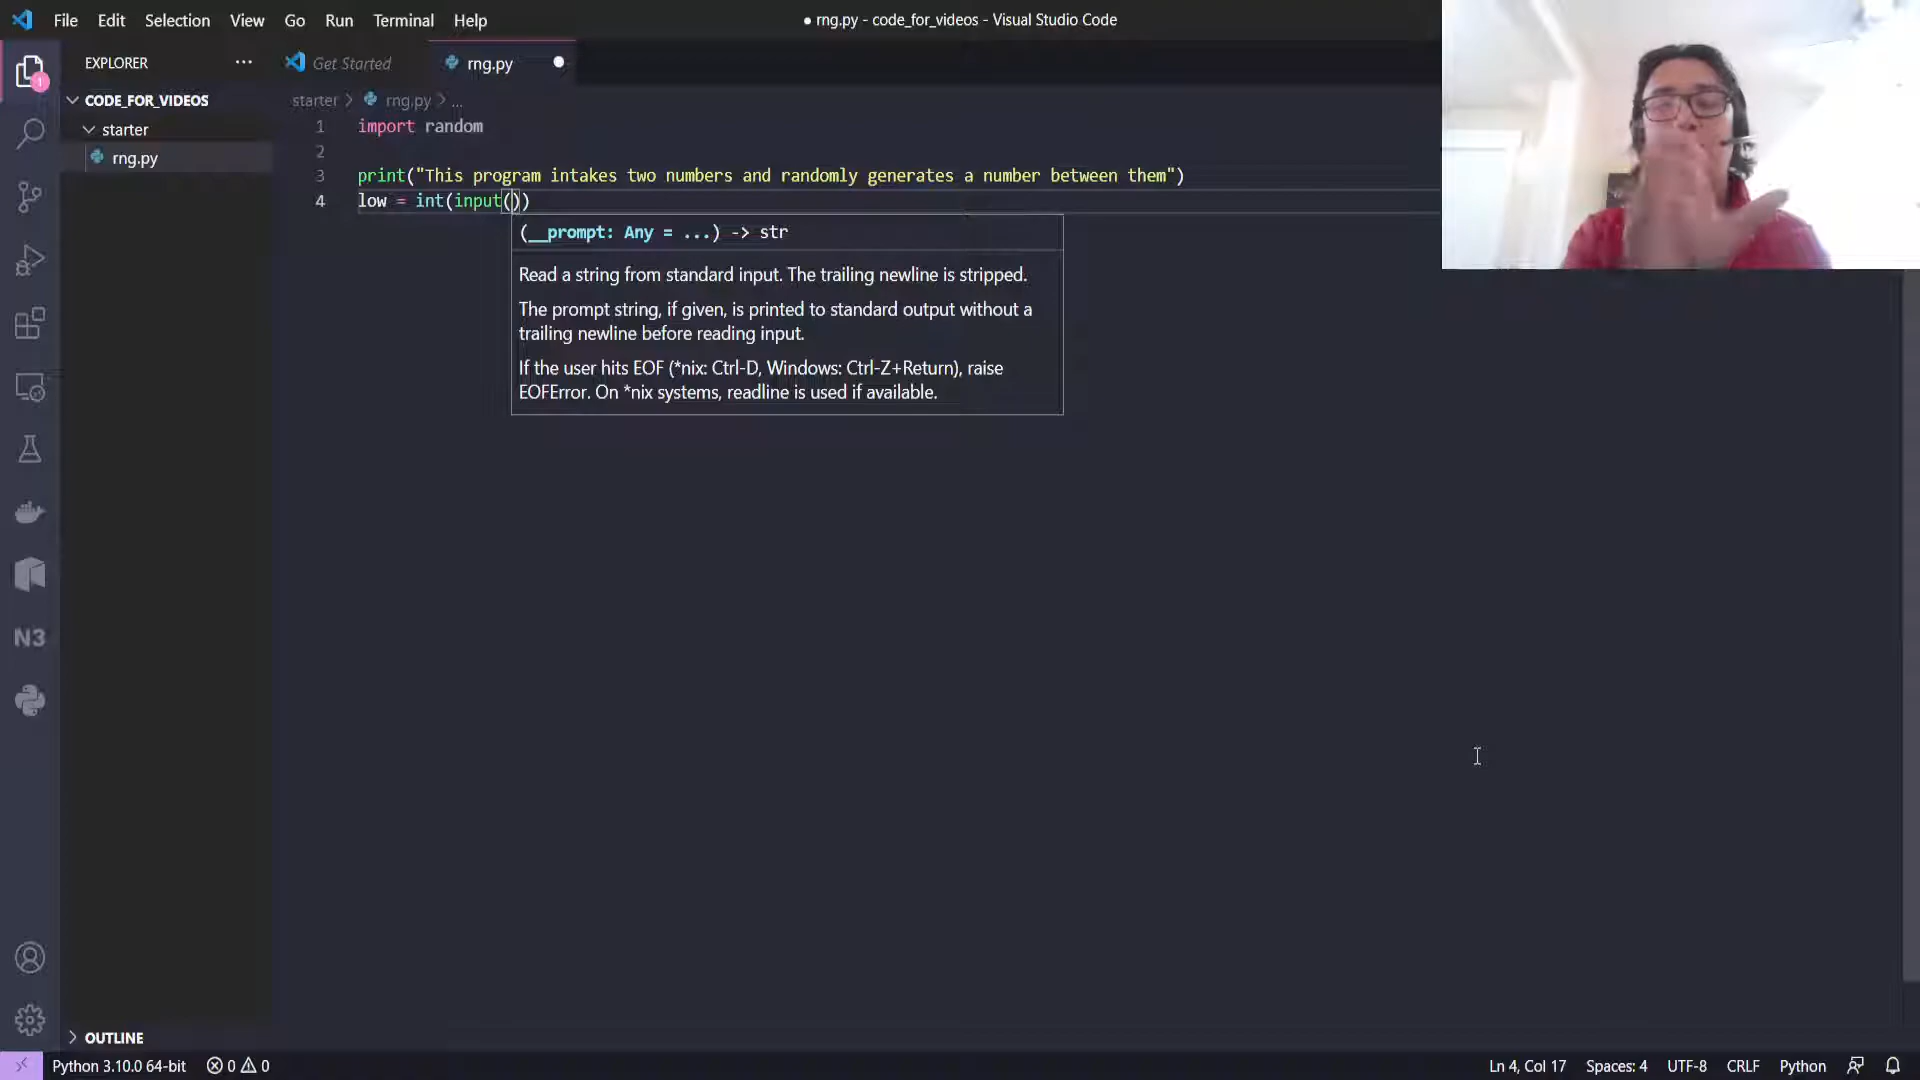 File Edit Selection View Go Run Terminal Help
● rng.py - code_for_videos - Visual Studio Code
EXPLORER ···
Get Started
rng.py
1
CODE_FOR_VIDEOS
starter
rng.py
starter > rng.py > ...
1 import random
2
3 print("This program intakes two numbers and randomly generates a number between them")
4 low = int(input())
(__prompt: Any = ...) -> str
Read a string from standard input. The trailing newline is stripped.
The prompt string, if given, is printed to standard output without a
trailing newline before reading input.
If the user hits EOF (*nix: Ctrl-D, Windows: Ctrl-Z+Return), raise
EOFError. On *nix systems, readline is used if available.
N3
OUTLINE
Python 3.10.0 64-bit 0 0
Ln 4, Col 17 Spaces: 4 UTF-8 CRLF Python